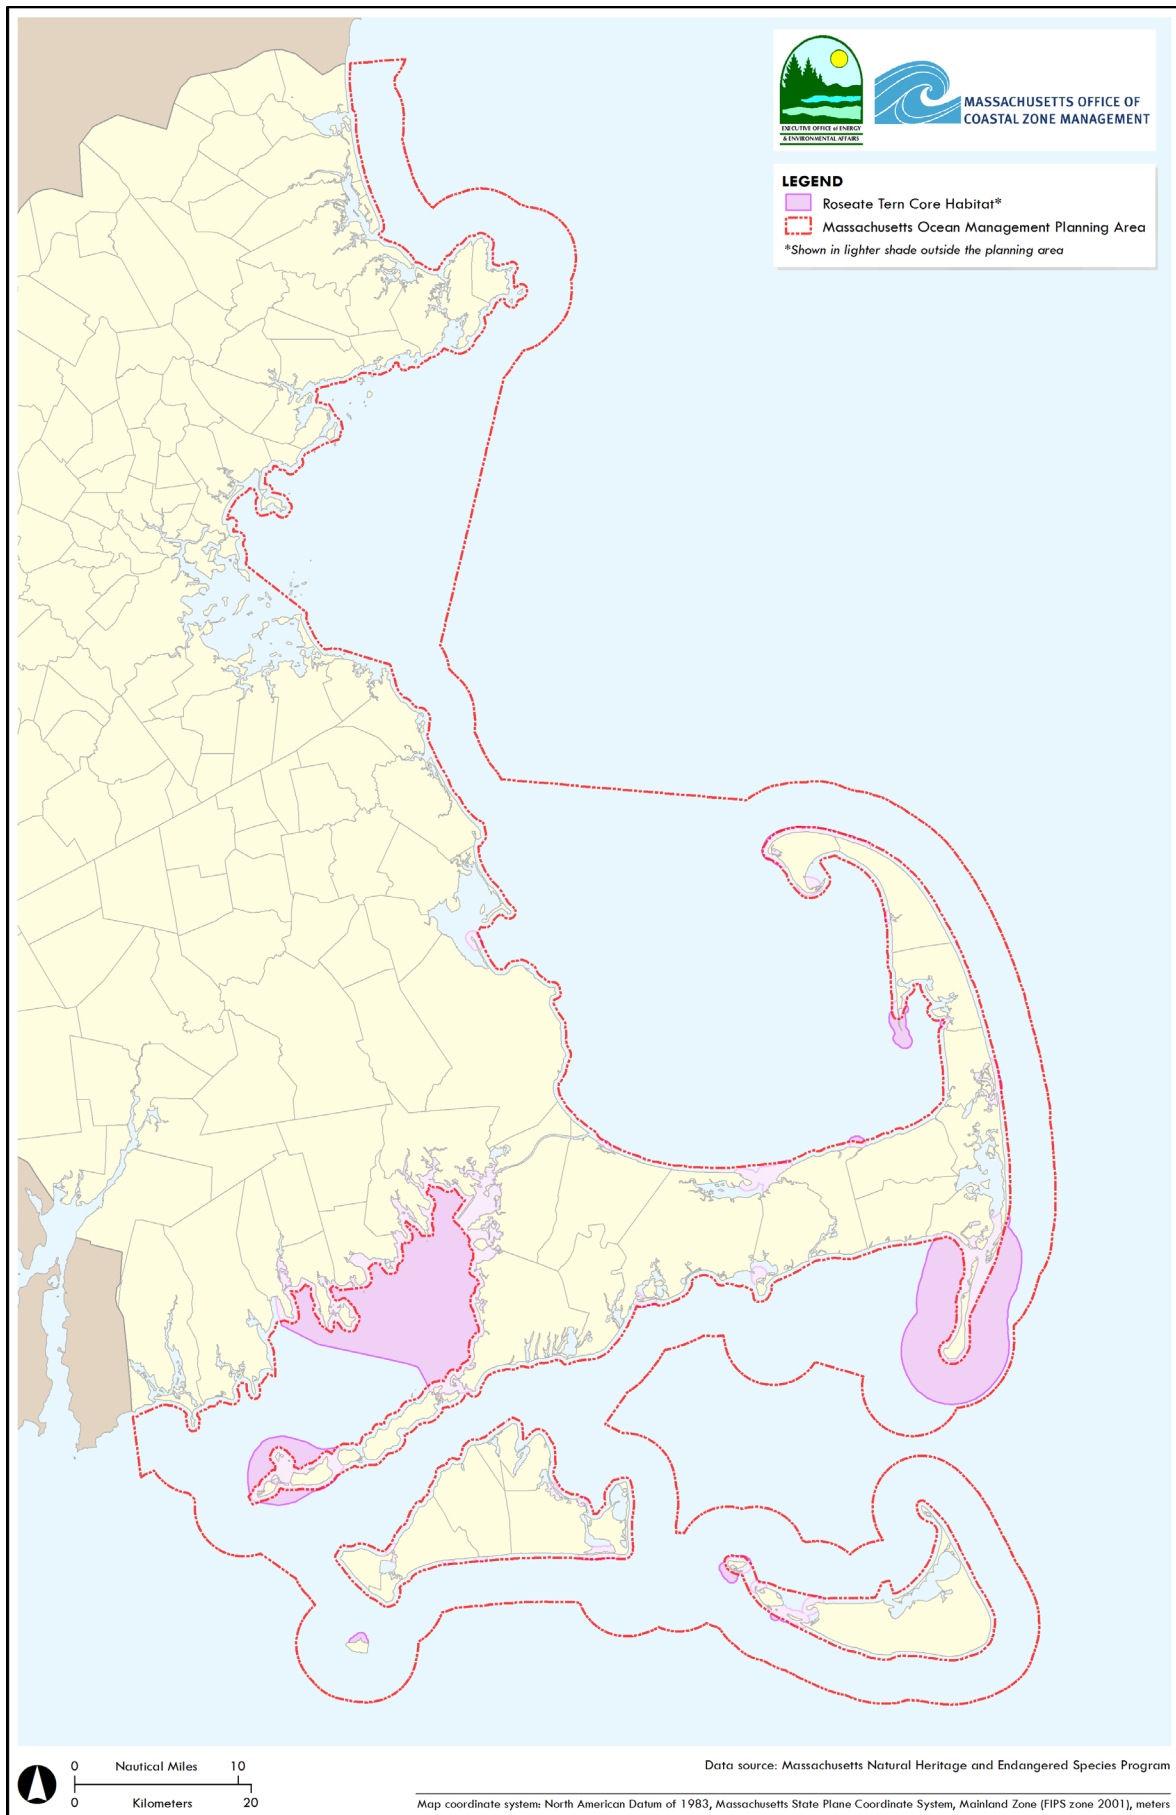 EXECUTIVE OFFICE of ENERGY
& ENVIRONMENTAL AFFAIRS
MASSACHUSETTS OFFICE OF
COASTAL ZONE MANAGEMENT
LEGEND
Roseate Tern Core Habitat*
Massachusetts Ocean Management Planning Area
*Shown in lighter shade outside the planning area
0 Nautical Miles 10
0 Kilometers 20
Data source: Massachusetts Natural Heritage and Endangered Species Program
Map coordinate system: North American Datum of 1983, Massachusetts State Plane Coordinate System, Mainland Zone (FIPS zone 2001), meters